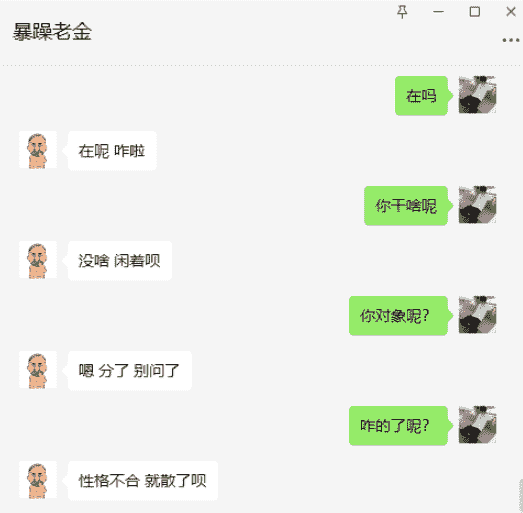 暴躁老金
在吗
在呢 咋啦
你干啥呢
没啥 闲着呗
你对象呢？
嗯 分了 别问了
咋的了呢？
性格不合 就散了呗